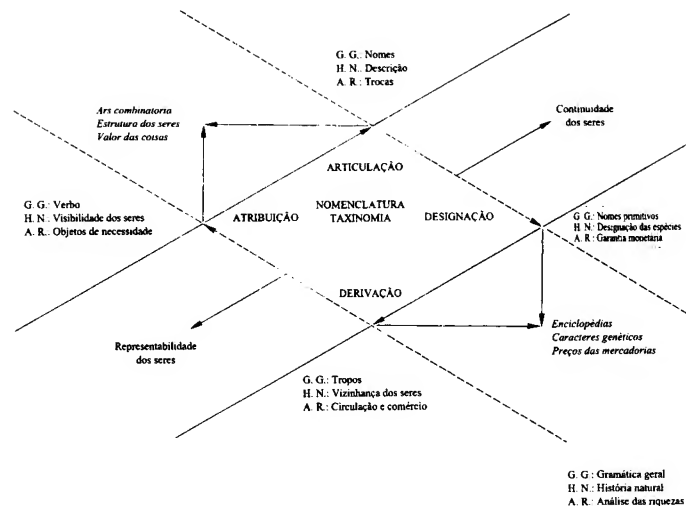 G. G.: Nomes
H. N.: Descrição
A. R.: Trocas
Ars combinatoria
Estrutura dos seres
Valor das coisas
Continuidade
dos seres
ARTICULAÇÃO
G. G.: Verbo
H. N.: Visibilidade dos seres
A. R.: Objetos de necessidade
ATRIBUIÇÃO
NOMENCLATURA
TAXINOMIA
DESIGNAÇÃO
G. G.: Nomes primitivos
H. N.: Designação das espécies
A. R.: Garantia monetária
DERIVAÇÃO
Representabilidade
dos seres
Enciclopédias
Caracteres genéticos
Preços das mercadorias
G. G.: Tropos
H. N.: Vizinhança dos seres
A. R.: Circulação e comércio
G. G.: Gramática geral
H. N.: História natural
A. R.: Análise das riquezas